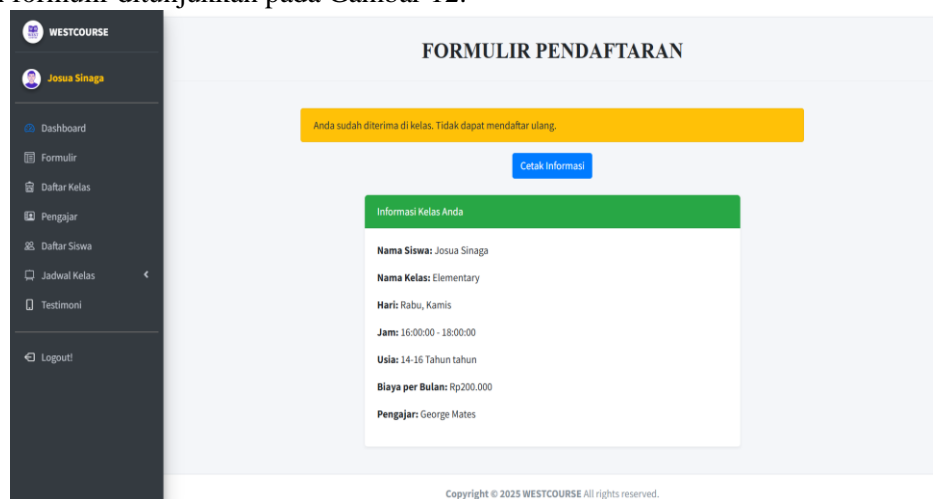 formulir ditunjukkan pada Gambar 12.
WESTCOURSE
Josua Sinaga
Dashboard
Formulir
Daftar Kelas
Pengajar
Daftar Siswa
Jadwal Kelas
Testimoni
Logout!
FORMULIR PENDAFTARAN
Anda sudah diterima di kelas. Tidak dapat mendaftar ulang.
Cetak Informasi
Informasi Kelas Anda
Nama Siswa: Josua Sinaga
Nama Kelas: Elementary
Hari: Rabu, Kamis
Jam: 16:00:00 - 18:00:00
Usia: 14-16 Tahun tahun
Biaya per Bulan: Rp200.000
Pengajar: George Mates
Copyright © 2025 WESTCOURSE All rights reserved.